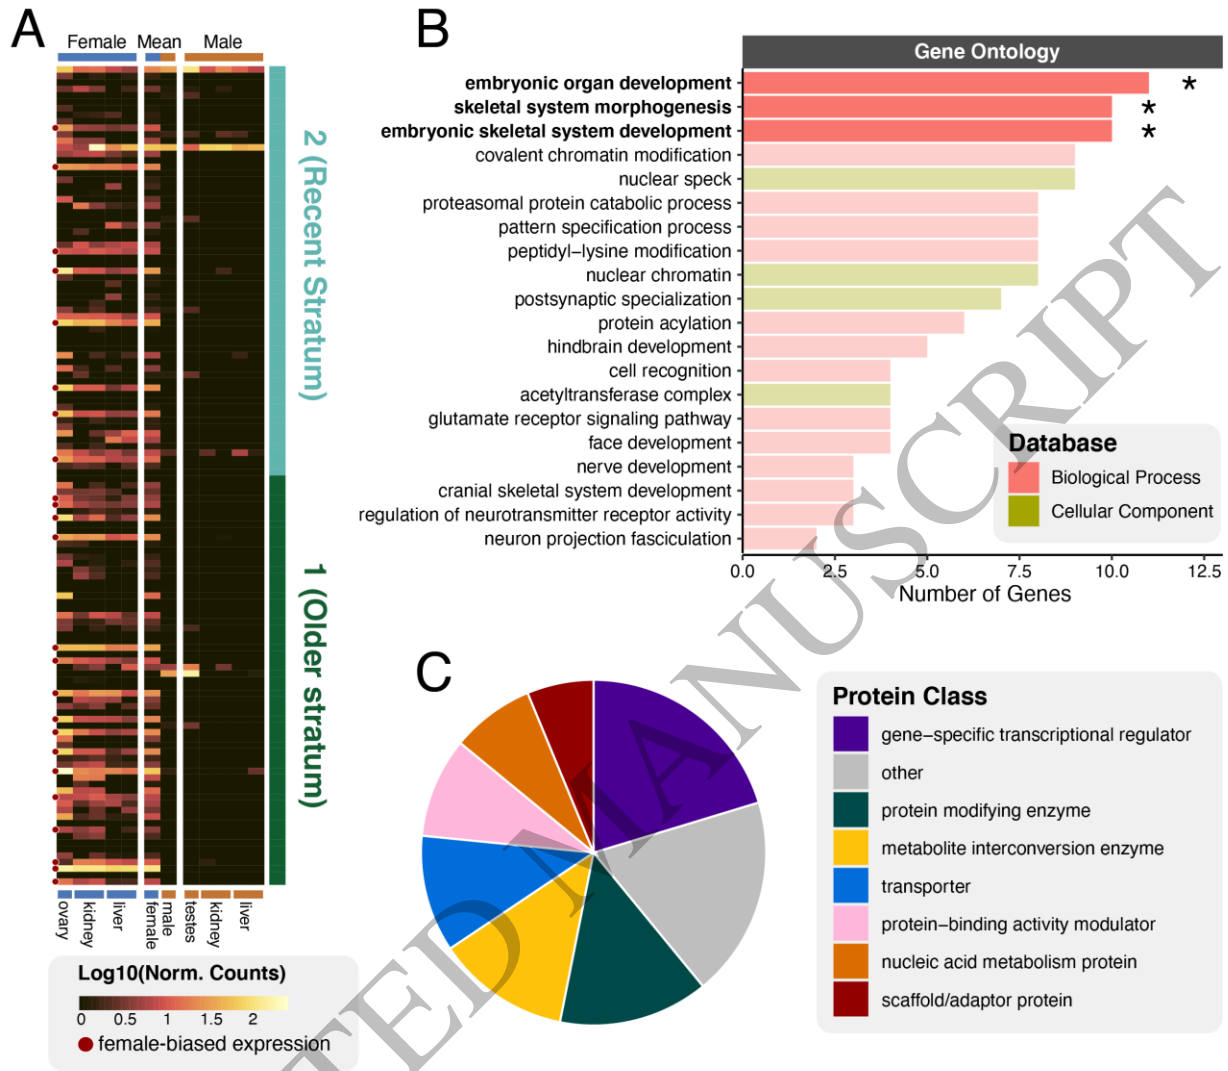 A
Female Mean Male
2 (Recent Stratum)
1 (Older stratum)
ovary
kidney
liver
female
male
testes
kidney
liver
Log10(Norm. Counts)
0 0.5 1 1.5 2
female-biased expression
B
Gene Ontology
embryonic organ development *
skeletal system morphogenesis *
embryonic skeletal system development *
covalent chromatin modification
nuclear speck
proteasomal protein catabolic process
pattern specification process
peptidyl−lysine modification
nuclear chromatin
postsynaptic specialization
protein acylation
hindbrain development
cell recognition
acetyltransferase complex
glutamate receptor signaling pathway
face development
nerve development
cranial skeletal system development
regulation of neurotransmitter receptor activity
neuron projection fasciculation
0.0 2.5 5.0 7.5 10.0 12.5
Number of Genes
Database
Biological Process
Cellular Component
C
Protein Class
gene−specific transcriptional regulator
other
protein modifying enzyme
metabolite interconversion enzyme
transporter
protein−binding activity modulator
nucleic acid metabolism protein
scaffold/adaptor protein
TED MANUSCRIPT